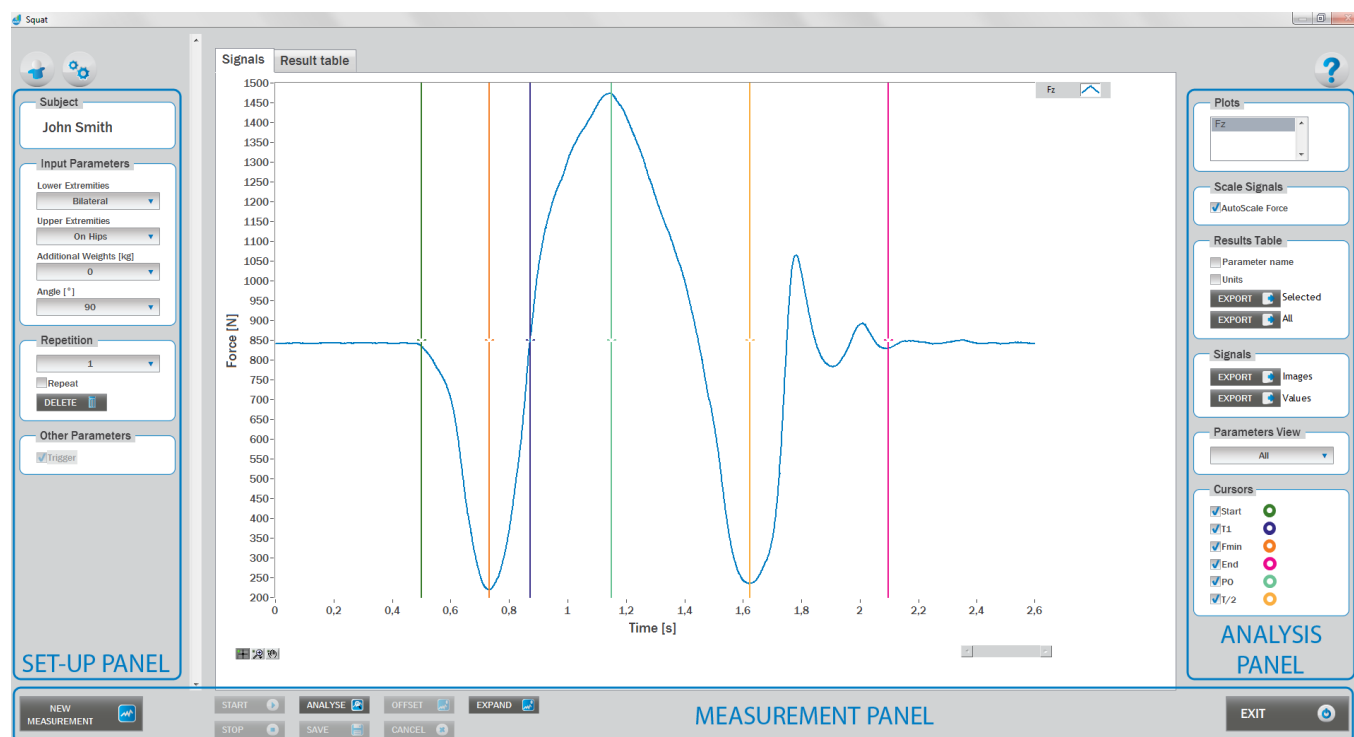 Squat
Subject
John Smith
Input Parameters
Lower Extremities
Bilateral
Upper Extremities
On Hips
Additional Weights [kg]
0
Angle [°]
90
Repetition
1
Repeat
DELETE
Other Parameters
Trigger
SET-UP PANEL
Signals
Result table
Fz
Force [N]
1500
1450
1400
1350
1300
1250
1200
1150
1100
1050
1000
950
900
850
800
750
700
650
600
550
500
450
400
350
300
250
200
0 0,2 0,4 0,6 0,8 1 1,2 1,4 1,6 1,8 2 2,2 2,4 2,6
Time [s]
?
Plots
Fz
Scale Signals
AutoScale Force
Results Table
Parameter name
Units
EXPORT Selected
EXPORT All
Signals
EXPORT Images
EXPORT Values
Parameters View
All
Cursors
Start
T1
Fmin
End
P0
T/2
ANALYSIS
PANEL
NEW
MEASUREMENT
START ANALYSE OFFSET EXPAND
STOP SAVE CANCEL
MEASUREMENT PANEL
EXIT